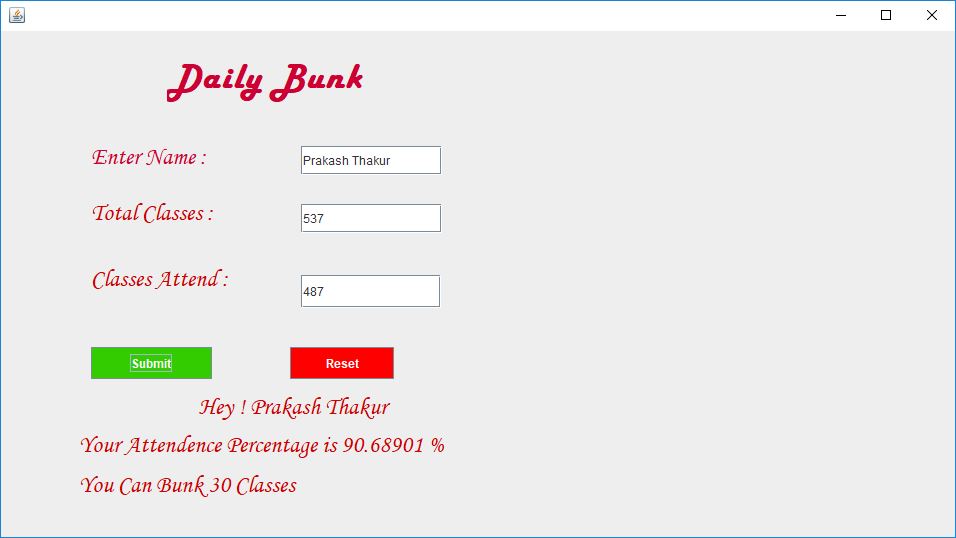 Daily Bunk
Enter Name : Prakash Thakur
Total Classes : 537
Classes Attend : 487
Submit Reset
Hey ! Prakash Thakur
Your Attendence Percentage is 90.68901 %
You Can Bunk 30 Classes